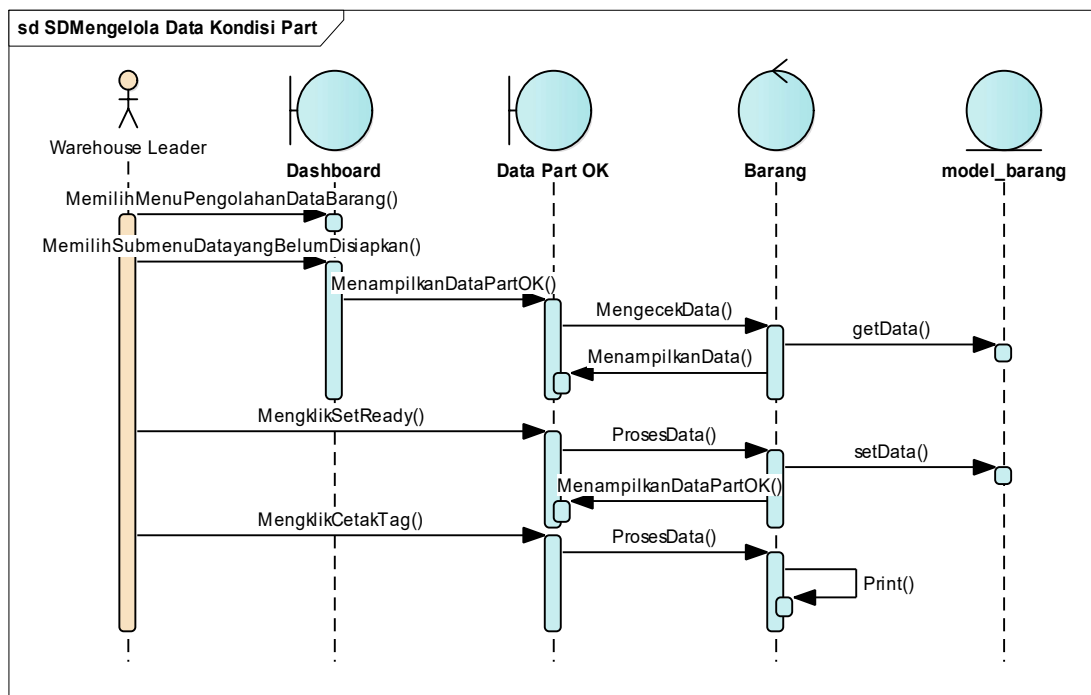 sd SDMengelola Data Kondisi Part
Warehouse Leader
Dashboard
Data Part OK
Barang
model_barang
MemilihMenuPengolahanDataBarang()
MemilihSubmenuDatayangBelumDisiapkan()
MenampilkanDataPartOK()
MengecekData()
getData()
MenampilkanData()
MengklikSetReady()
ProsesData()
setData()
MenampilkanDataPartOK()
MengklikCetakTag()
ProsesData()
Print()